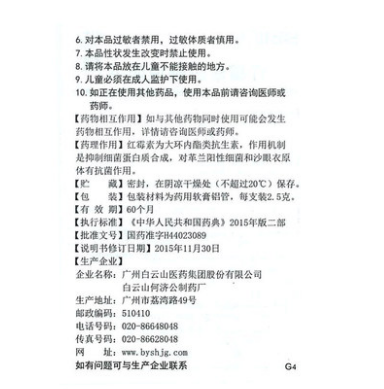 6. 对本品过敏者禁用，过敏体质者慎用。
7. 本品性状发生改变时禁止使用。
8. 请将本品放在儿童不能接触的地方。
9. 儿童必须在成人监护下使用。
10. 如正在使用其他药品，使用本品前请咨询医师或
药师。
【药物相互作用】如与其他药物同时使用可能会发生
药物相互作用，详情请咨询医师或药师。
【药理作用】红霉素为大环内酯类抗生素，作用机制
是抑制细菌蛋白质合成，对革兰阳性细菌和沙眼衣原
体有抗菌作用。
【贮 藏】密封，在阴凉干燥处（不超过20℃）保存。
【包 装】包装材料为药用软膏铝管，每支装2.5克。
【有 效 期】60个月
【执行标准】《中华人民共和国药典》2015年版二部
【批准文号】国药准字H44023089
【说明书修订日期】2015年11月30日
【生产企业】
企业名称：广州白云山医药集团股份有限公司
白云山何济公制药厂
生产地址：广州市荔湾路49号
邮政编码：510410
电话号码：020-86648048
传真号码：020-86628048
网 址：www.byshjg.com
如有问题可与生产企业联系
G4